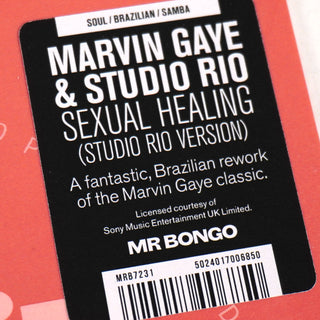 SOUL / BRAZILIAN / SAMBA
MARVIN GAYE
& STUDIO RIO
SEXUAL HEALING
(STUDIO RIO VERSION)
A fantastic, Brazilian rework
of the Marvin Gaye classic.
Licensed courtesy of
Sony Music Entertainment UK Limited.
MR BONGO
MRB7231
5024017006850